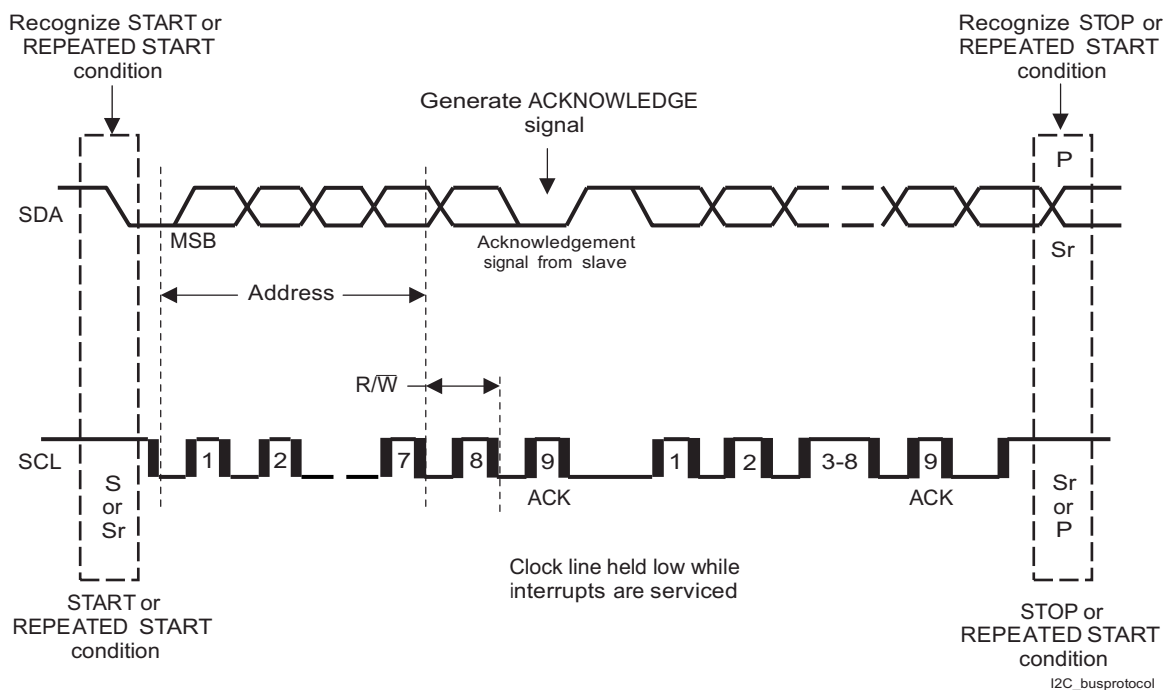 Recognize START or
REPEATED START
condition
Recognize STOP or
REPEATED START
condition
Generate ACKNOWLEDGE
signal
P
SDA
MSB
Acknowledgement
signal from slave
Sr
Address
R/W̅
SCL
1
2
7
8
9
1
2
3-8
9
ACK
ACK
S
or
Sr
Sr
or
P
Clock line held low while
interrupts are serviced
START or
REPEATED START
condition
STOP or
REPEATED START
condition
I2C_busprotocol